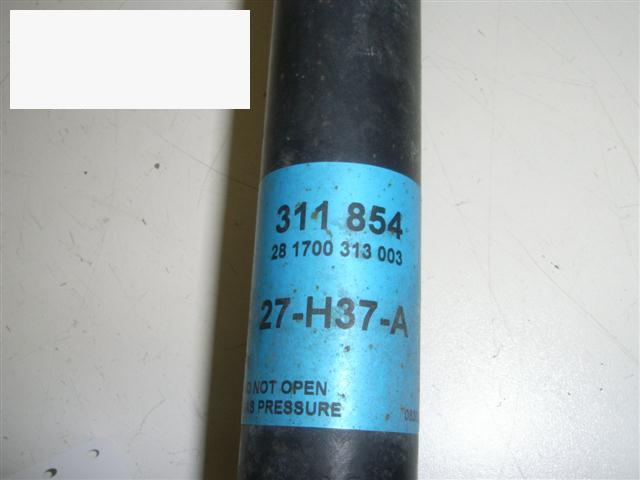 311 854
28 1700 313 003
27-H37-A
NOT OPEN
PRESSURE